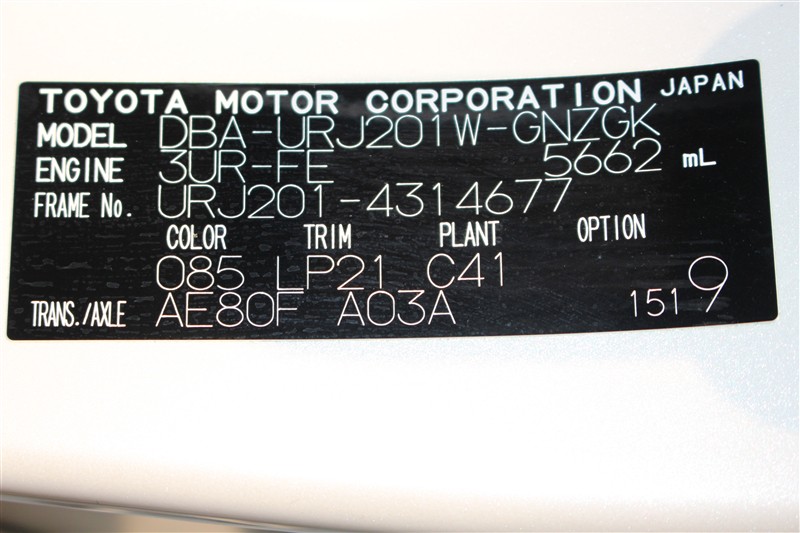 TOYOTA MOTOR CORPORATION JAPAN
MODEL DBA-URJ201W-GNZGK
ENGINE 3UR-FE 5662 mL
FRAME No. URJ201-4314677
COLOR TRIM PLANT OPTION
085 LP21 C41
TRANS./AXLE AE80F A03A 151 9